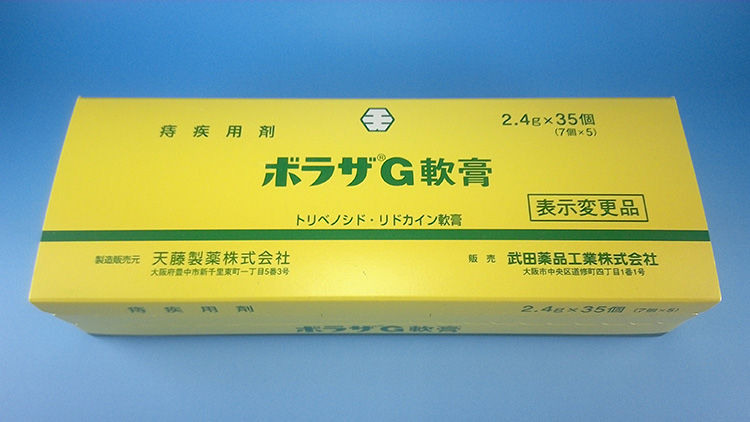 痔疾用剤
2.4g×35個
(7個×5)
ボラザ®G軟膏
トリベノシド・リドカイン軟膏
表示変更品
製造販売元 天藤製薬株式会社
大阪府豊中市新千里東町一丁目5番3号
販売 武田薬品工業株式会社
大阪市中央区道修町四丁目1番1号
痔疾用剤
2.4g×35個 (7個×5)
ボラザ®G軟膏